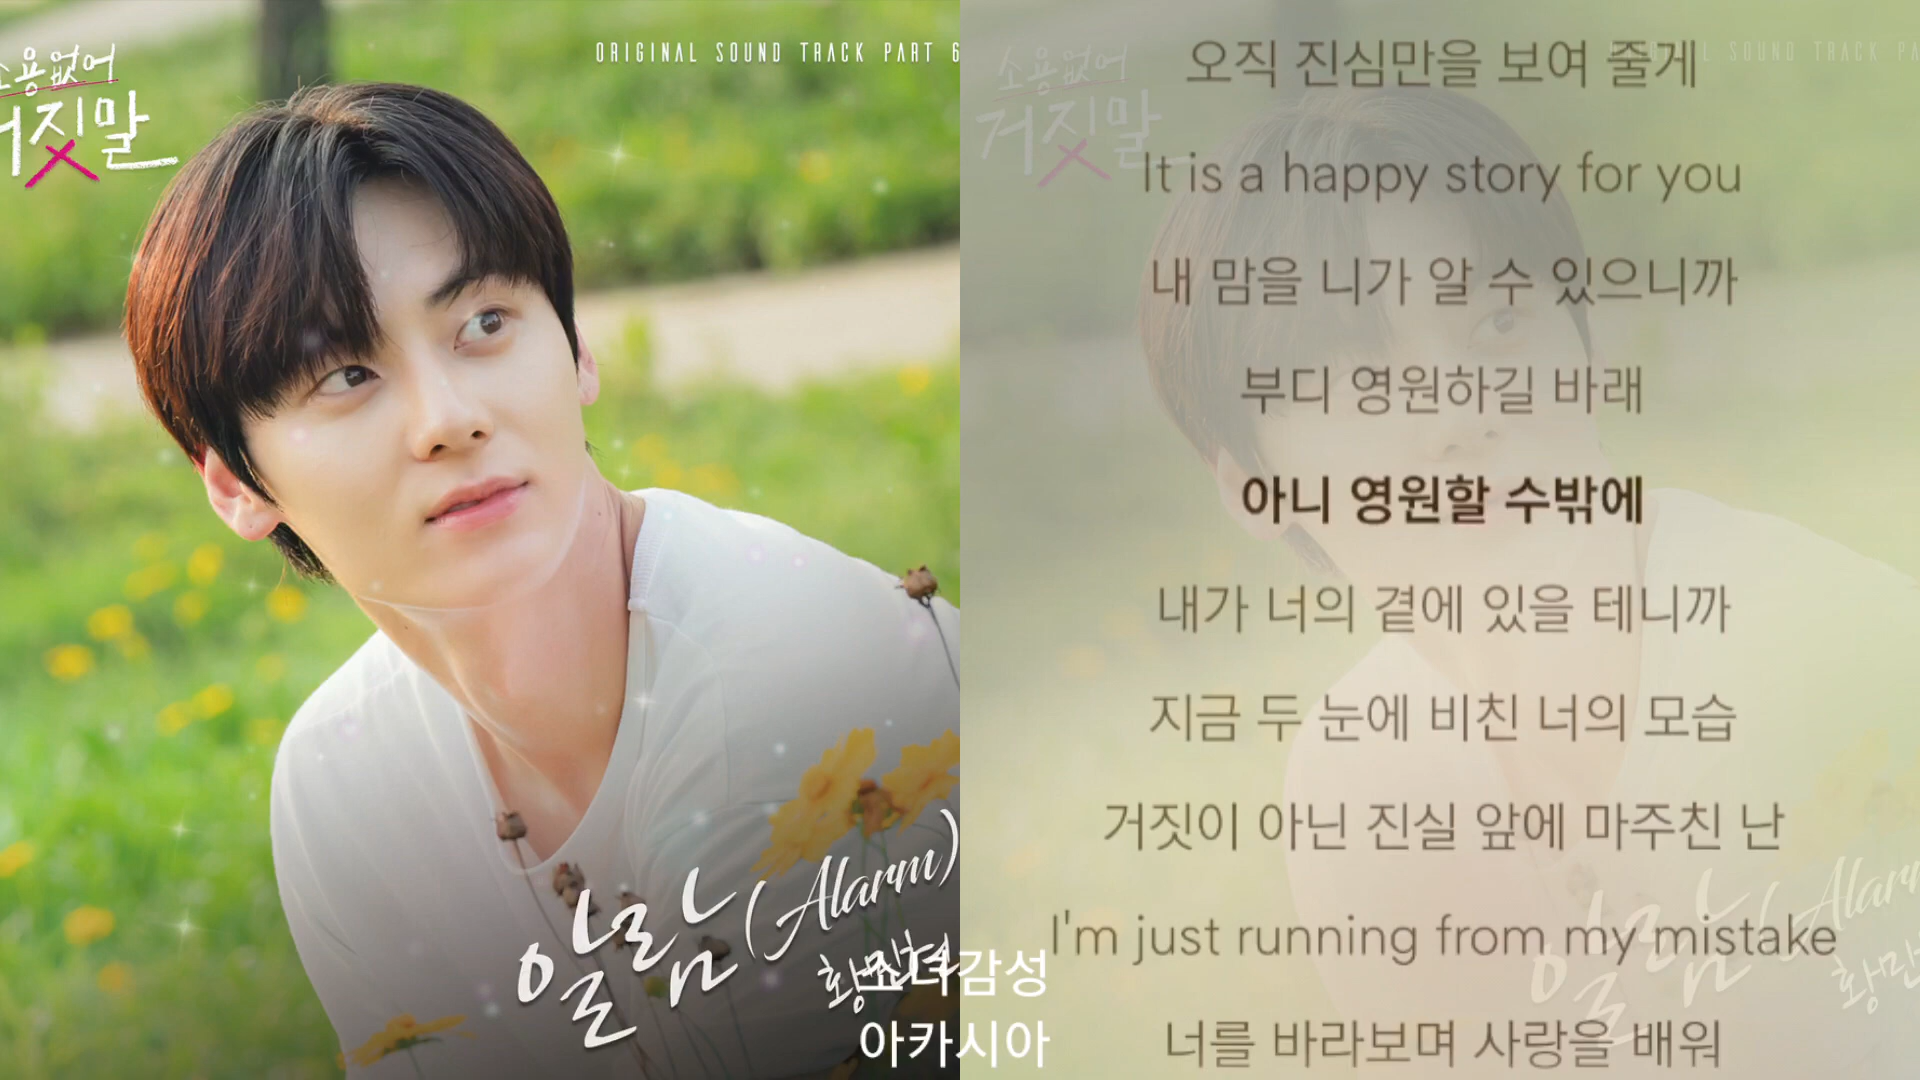 소용없어
거짓말
ORIGINAL SOUND TRACK PART 6
알람 (Alarm)
감성
아카시아
소용없어
거짓말
오직 진심만을 보여 줄게
It is a happy story for you
내 맘을 니가 알 수 있으니까
부디 영원하길 바래
아니 영원할 수밖에
내가 너의 곁에 있을 테니까
지금 두 눈에 비친 너의 모습
거짓이 아닌 진실 앞에 마주친 난
I'm just running from my mistake
너를 바라보며 사랑을 배워